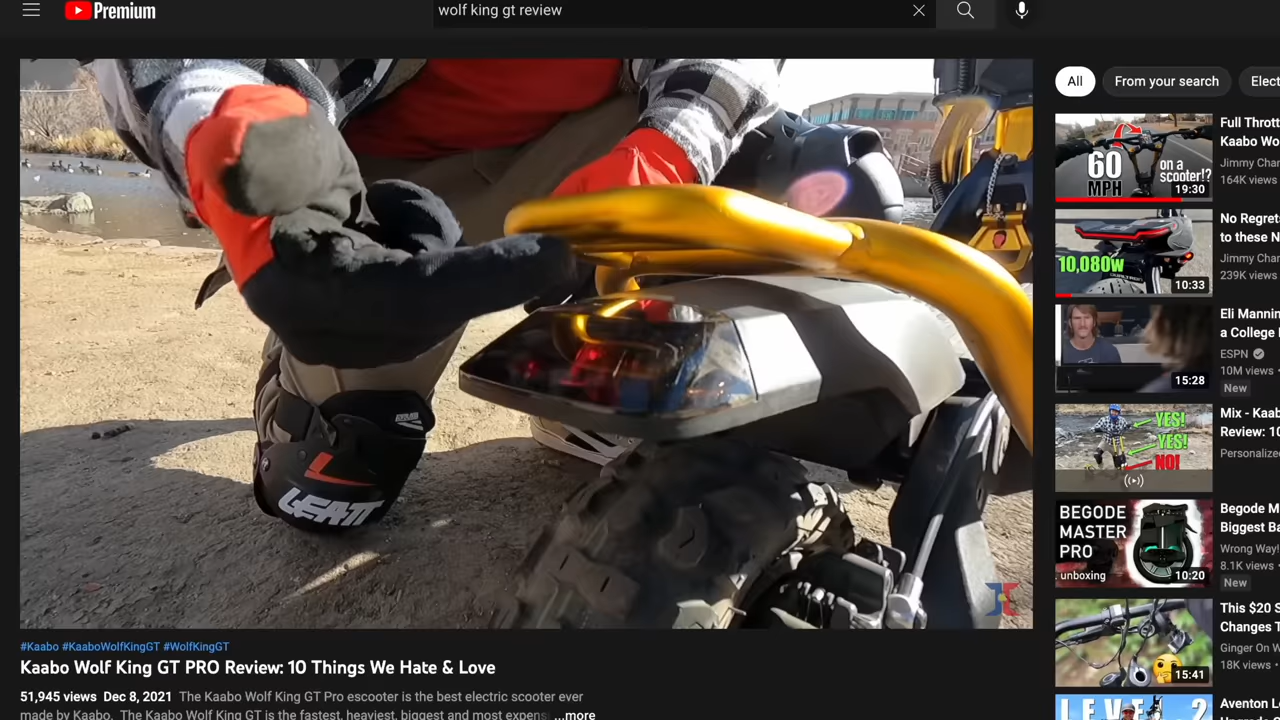 Premium
wolf king gt review
LEATT
#Kaabo #KaaboWolfKingGT #WolfKingGT
Kaabo Wolf King GT PRO Review: 10 Things We Hate & Love
51,945 views Dec 8, 2021 The Kaabo Wolf King GT Pro escooter is the best electric scooter ever
made by Kaabo. The Kaabo Wolf King GT is the fastest, heaviest, biggest and most expens ...more
All
From your search
Elect
60
MPH
on a
scooter!?
19:30
Full Thrott
Kaabo Wo
Jimmy Cha
164K views
10,080w
10:33
No Regret
to these N
Jimmy Cha
239K views
15:28
Eli Mannin
a College
ESPN
10M views •
New
YES!
YES!
NO!
Mix - Kaab
Review: 10
Personalize
BEGODE
MASTER
PRO
unboxing
10:20
Begode M
Biggest Ba
Wrong Wayl
8.1K views •
New
15:41
This $20 S
Changes T
Ginger On W
18K views •
LEVEL 2
Aventon L